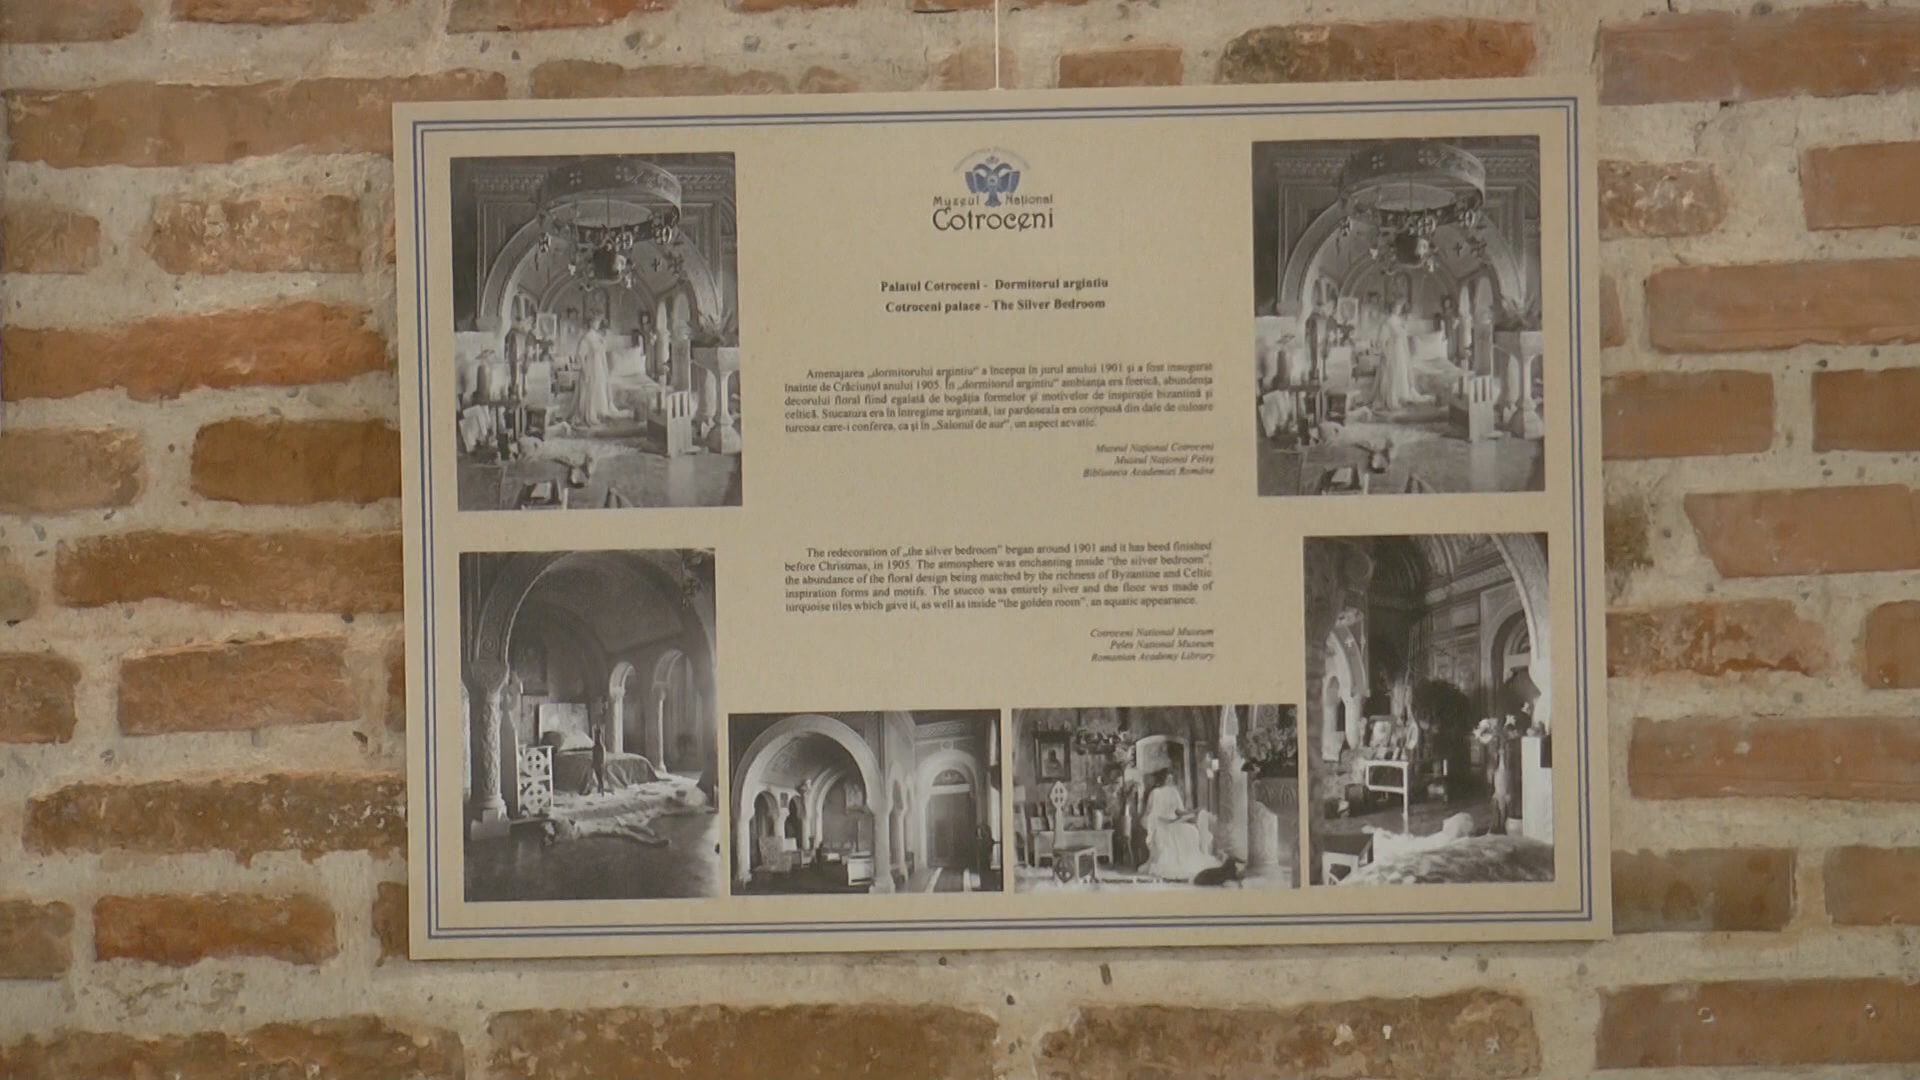 Muzeul Național
Cotroceni
Palatul Cotroceni - Dormitorul argintiu
Cotroceni palace - The Silver Bedroom
Amenajarea „dormitorului argintiu" a început în jurul anului 1901 și a fost inaugurat
înainte de Crăciunul anului 1905. În „dormitorul argintiu" ambianța era feerică, abundența
decorului floral fiind egalată de bogăția formelor și motivelor de inspirație bizantină și
celtică. Stucatura era în întregime argintată, iar pardoseala era compusă din dale de culoare
turcoaz care-i conferea, ca și în „Salonul de aur", un aspect acvatic.
Muzeul Național Cotroceni
Muzeul Național Peleș
Biblioteca Academiei Române
The redecoration of „the silver bedroom" began around 1901 and it has beed finished
before Christmas, in 1905. The atmosphere was enchanting inside "the silver bedroom",
the abundance of the floral design being matched by the richness of Byzantine and Celtic
inspiration forms and motifs. The stucco was entirely silver and the floor was made of
turquoise tiles which gave it, as well as inside "the golden room", an aquatic appearance.
Cotroceni National Museum
Peles National Museum
Romanian Academy Library